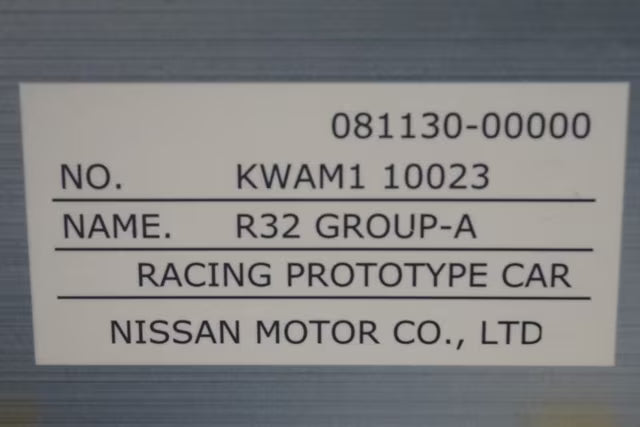 081130-00000
NO. KWAM1 10023
NAME. R32 GROUP-A
RACING PROTOTYPE CAR
NISSAN MOTOR CO., LTD